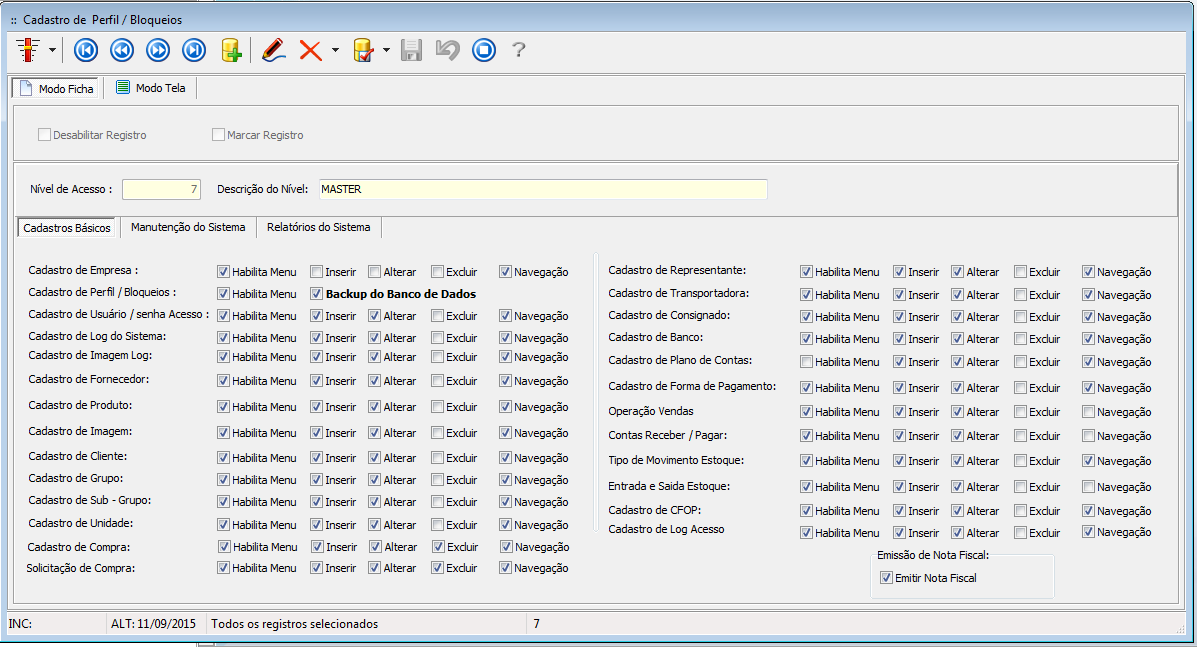 :: Cadastro de Perfil / Bloqueios
?
Modo Ficha Modo Tela
Desabilitar Registro Marcar Registro
Nível de Acesso : 7 Descrição do Nível: MASTER
Cadastros Básicos Manutenção do Sistema Relatórios do Sistema
Cadastro de Empresa : Habilita Menu Inserir Alterar Excluir Navegação
Cadastro de Perfil / Bloqueios : Habilita Menu Backup do Banco de Dados
Cadastro de Usuário / senha Acesso : Habilita Menu Inserir Alterar Excluir Navegação
Cadastro de Log do Sistema: Habilita Menu Inserir Alterar Excluir Navegação
Cadastro de Imagem Log: Habilita Menu Inserir Alterar Excluir Navegação
Cadastro de Fornecedor: Habilita Menu Inserir Alterar Excluir Navegação
Cadastro de Produto: Habilita Menu Inserir Alterar Excluir Navegação
Cadastro de Imagem: Habilita Menu Inserir Alterar Excluir Navegação
Cadastro de Cliente: Habilita Menu Inserir Alterar Excluir Navegação
Cadastro de Grupo: Habilita Menu Inserir Alterar Excluir Navegação
Cadastro de Sub - Grupo: Habilita Menu Inserir Alterar Excluir Navegação
Cadastro de Unidade: Habilita Menu Inserir Alterar Excluir Navegação
Cadastro de Compra: Habilita Menu Inserir Alterar Excluir Navegação
Solicitação de Compra: Habilita Menu Inserir Alterar Excluir Navegação
Cadastro de Representante: Habilita Menu Inserir Alterar Excluir Navegação
Cadastro de Transportadora: Habilita Menu Inserir Alterar Excluir Navegação
Cadastro de Consignado: Habilita Menu Inserir Alterar Excluir Navegação
Cadastro de Banco: Habilita Menu Inserir Alterar Excluir Navegação
Cadastro de Plano de Contas: Habilita Menu Inserir Alterar Excluir Navegação
Cadastro de Forma de Pagamento: Habilita Menu Inserir Alterar Excluir Navegação
Operação Vendas Habilita Menu Inserir Alterar Excluir Navegação
Contas Receber / Pagar: Habilita Menu Inserir Alterar Excluir Navegação
Tipo de Movimento Estoque: Habilita Menu Inserir Alterar Excluir Navegação
Entrada e Saida Estoque: Habilita Menu Inserir Alterar Excluir Navegação
Cadastro de CFOP: Habilita Menu Inserir Alterar Excluir Navegação
Cadastro de Log Acesso Habilita Menu Inserir Alterar Excluir Navegação
Emissão de Nota Fiscal:
Emitir Nota Fiscal
INC: ALT: 11/09/2015 Todos os registros selecionados 7